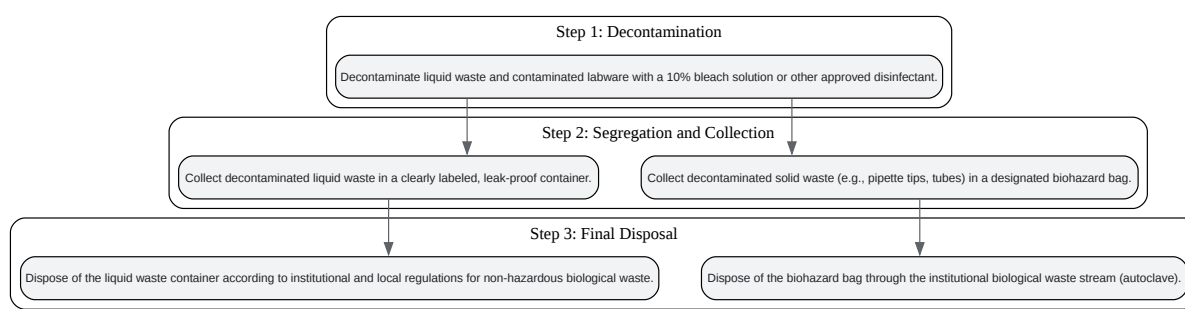 Step 1: Decontamination
Decontaminate liquid waste and contaminated labware with a 10% bleach solution or other approved disinfectant.
Step 2: Segregation and Collection
Collect decontaminated liquid waste in a clearly labeled, leak-proof container.
Collect decontaminated solid waste (e.g., pipette tips, tubes) in a designated biohazard bag.
Step 3: Final Disposal
Dispose of the liquid waste container according to institutional and local regulations for non-hazardous biological waste.
Dispose of the biohazard bag through the institutional biological waste stream (autoclave).